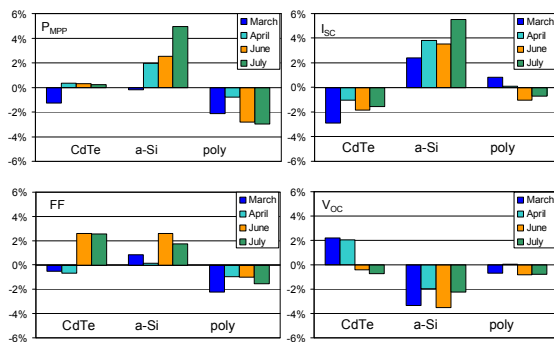 P_MPP
March
April
June
July
6%
4%
2%
0%
-2%
-4%
-6%
CdTe a-Si poly
I_SC
March
April
June
July
6%
4%
2%
0%
-2%
-4%
-6%
CdTe a-Si poly
FF
March
April
June
July
6%
4%
2%
0%
-2%
-4%
-6%
CdTe a-Si poly
V_OC
March
April
June
July
6%
4%
2%
0%
-2%
-4%
-6%
CdTe a-Si poly